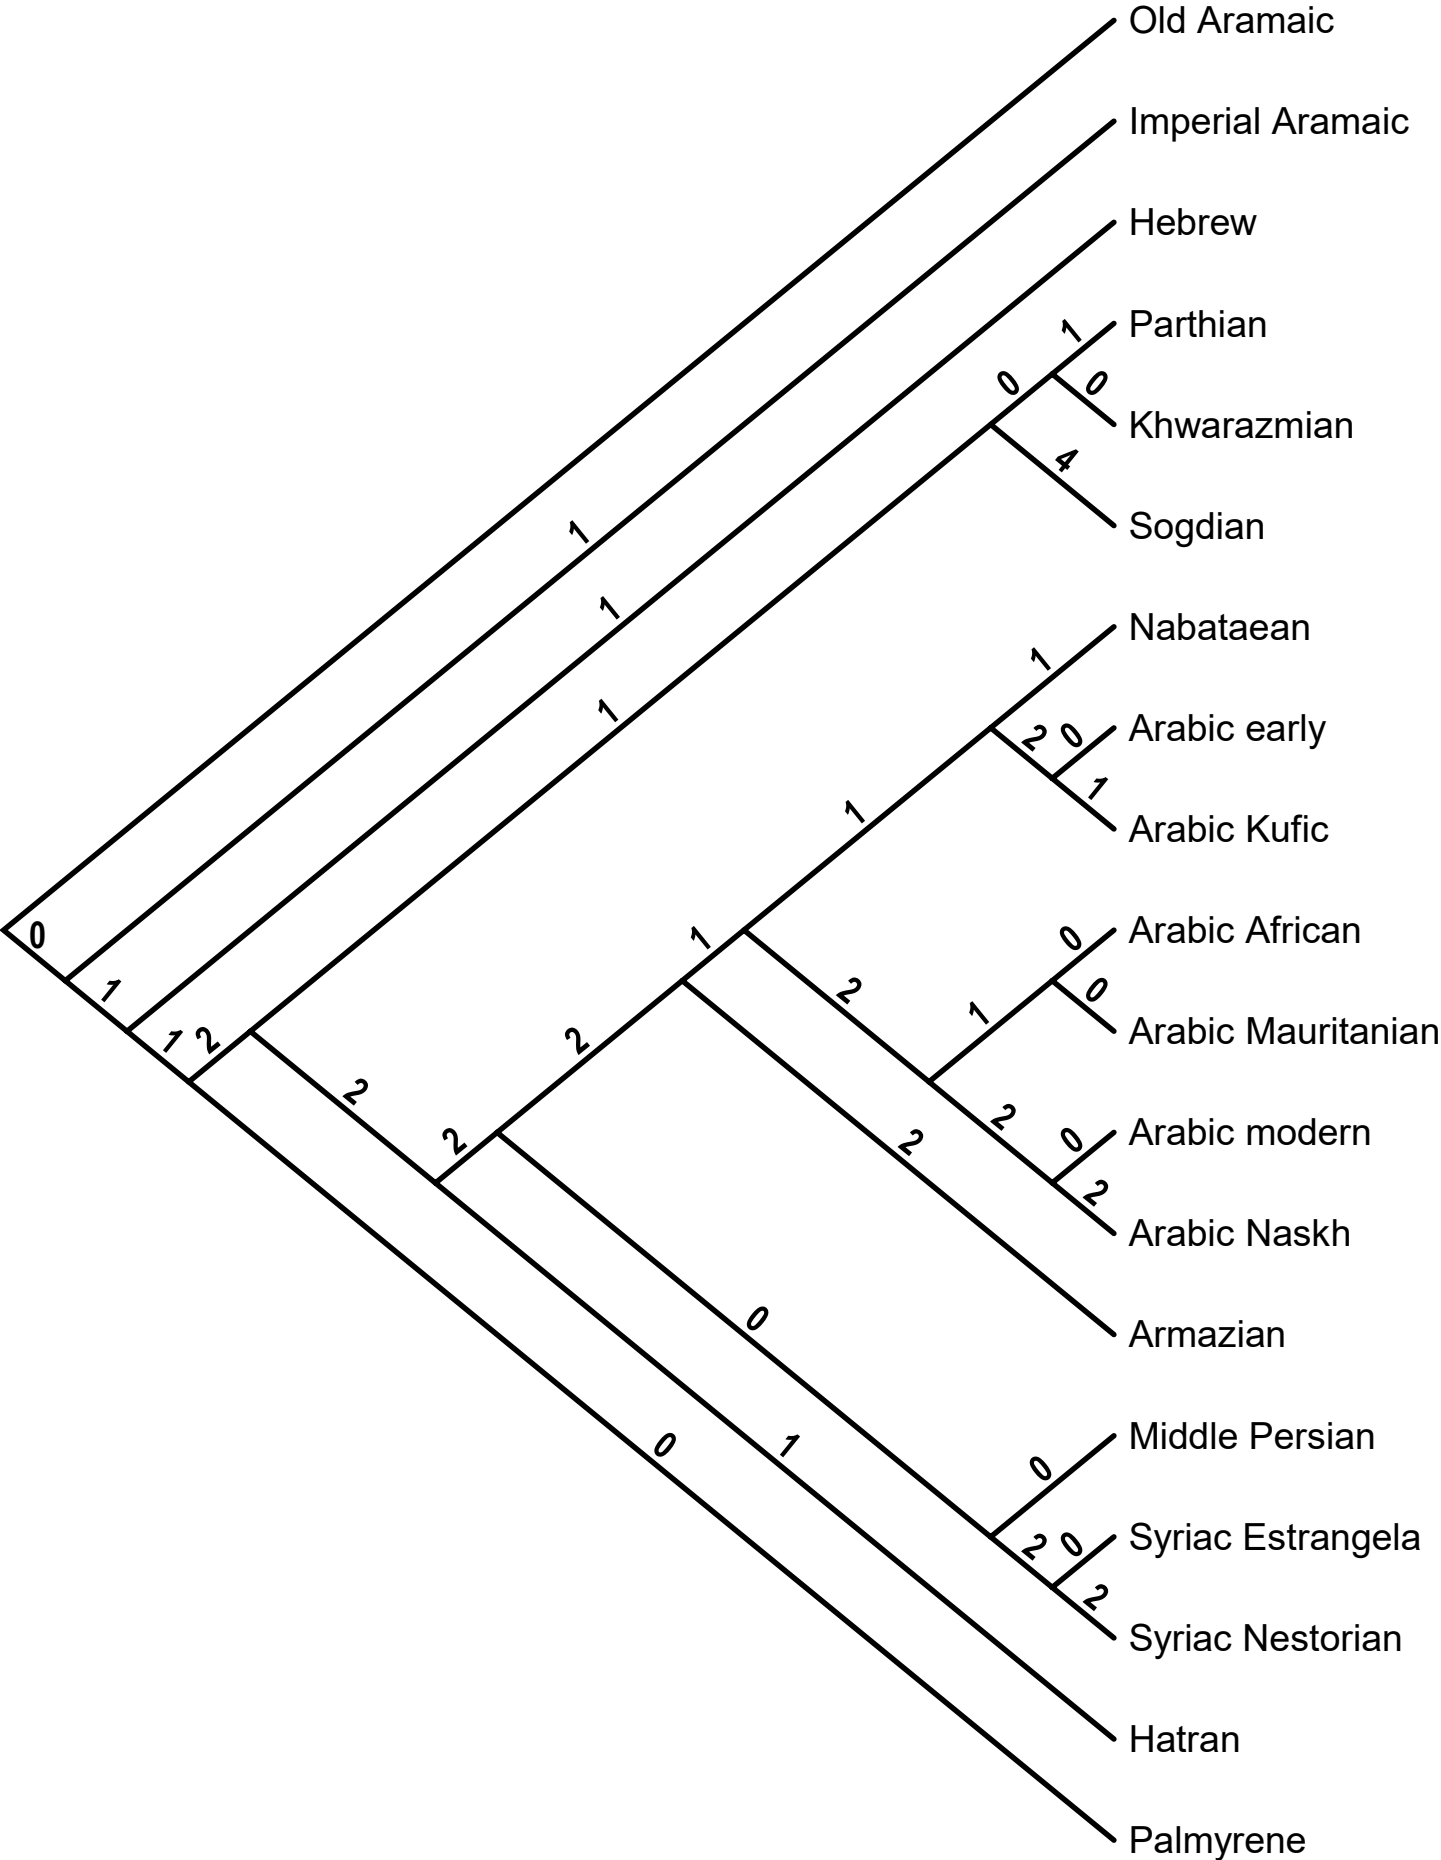 Old Aramaic
Imperial Aramaic
Hebrew
1 Parthian
0 0
Khwarazmian
4
Sogdian
1
1
Nabataean
1
1
2 0 Arabic early
1
1
Arabic Kufic
0 1 0 Arabic African
1 2 0
1 Arabic Mauritanian
1 2 2
2 2 0 Arabic modern
2 2
2
Arabic Naskh
0
Armazian
0 1 0 Middle Persian
2 0 Syriac Estrangela
2
Syriac Nestorian
Hatran
Palmyrene